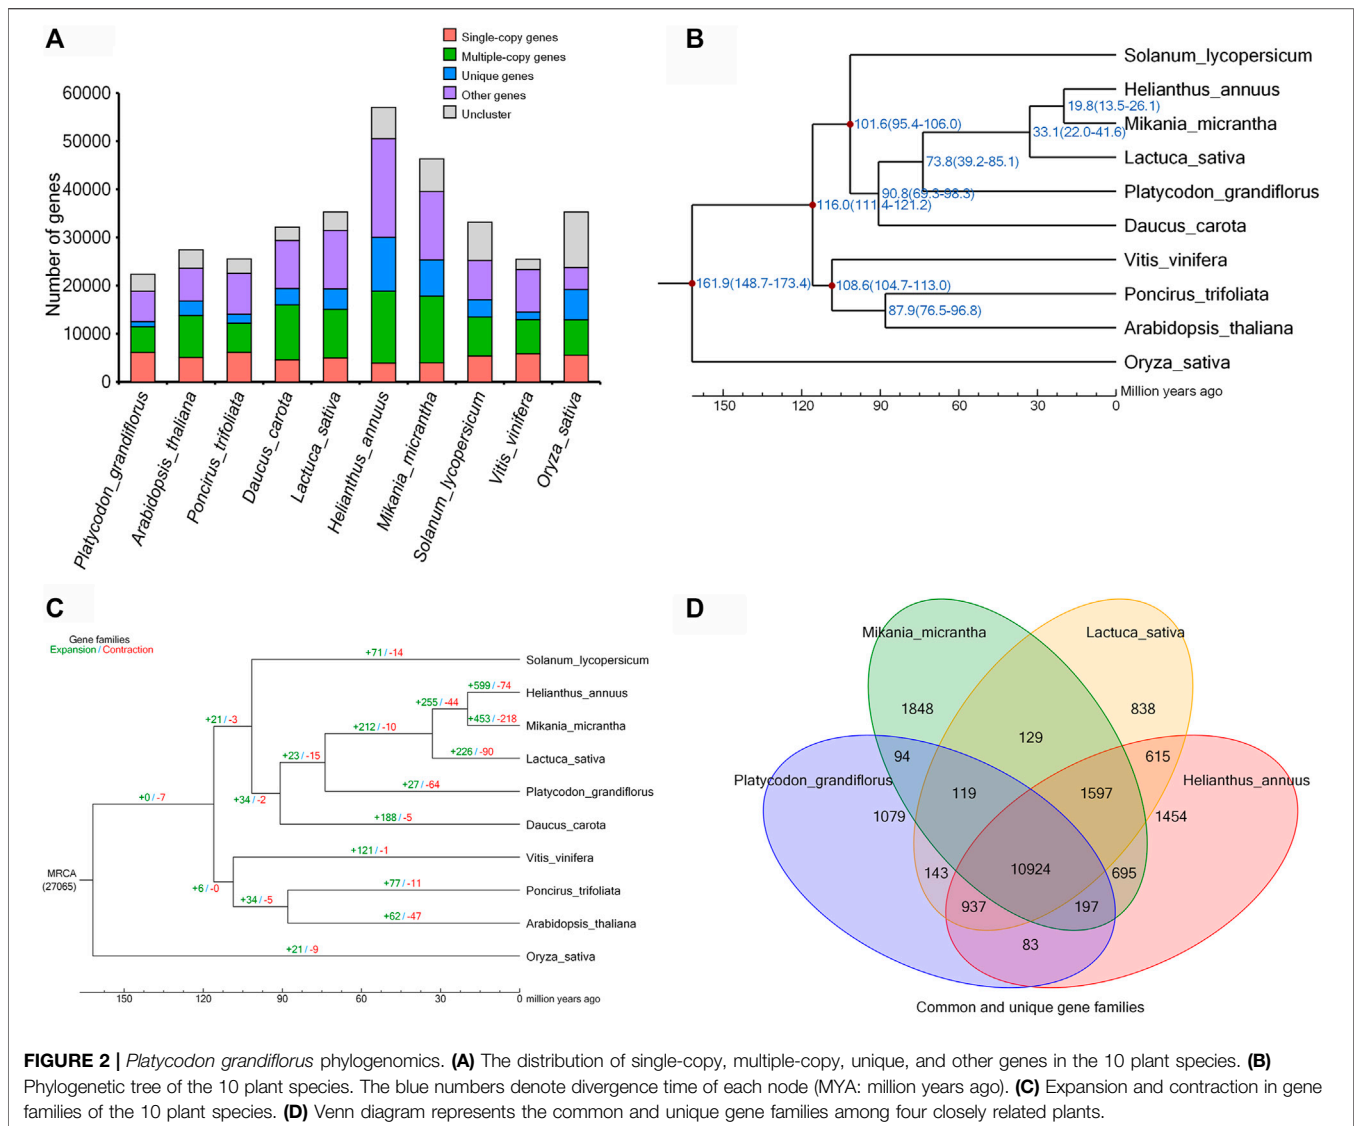 A
Single-copy genes
Multiple-copy genes
Unique genes
Other genes
Uncluster
Number of genes
60000
50000
40000
30000
20000
10000
0
Platycodon_grandiflorus
Arabidopsis_thaliana
Poncirus_trifoliata
Daucus_carota
Lactuca_sativa
Helianthus_annuus
Mikania_micrantha
Solanum_lycopersicum
Vitis_vinifera
Oryza_sativa
B
Solanum_lycopersicum
Helianthus_annuus
19.8(13.5-26.1)
Mikania_micrantha
101.6(95.4-106.0)
33.1(22.0-41.6)
Lactuca_sativa
73.8(39.2-85.1)
Platycodon_grandiflorus
90.8(69.3-98.3)
116.0(111.4-121.2)
Daucus_carota
Vitis_vinifera
161.9(148.7-173.4)
108.6(104.7-113.0)
Poncirus_trifoliata
87.9(76.5-96.8)
Arabidopsis_thaliana
Oryza_sativa
Million years ago
150 120 90 60 30 0
C
Gene families
Expansion / Contraction
+71 / -14
Solanum_lycopersicum
+599 / -74
Helianthus_annuus
+255 / -44
+453 / -218
Mikania_micrantha
+21 / -3
+212 / -10
+23 / -15
+226 / -90
Lactuca_sativa
+27 / -64
Platycodon_grandiflorus
+0 / -7
+34 / -2
+188 / -5
Daucus_carota
+121 / -1
Vitis_vinifera
MRCA
(27065)
+6 / -0
+77 / -11
Poncirus_trifoliata
+34 / -5
+62 / -47
Arabidopsis_thaliana
+21 / -9
Oryza_sativa
150 120 90 60 30 0 million years ago
D
Mikania_micrantha
Lactuca_sativa
1848
838
129
94
615
Platycodon_grandiflorus
Helianthus_annuus
119
1597
1079
1454
143
10924
695
937
197
83
Common and unique gene families
FIGURE 2 | Platycodon grandiflorus phylogenomics. (A) The distribution of single-copy, multiple-copy, unique, and other genes in the 10 plant species. (B)
Phylogenetic tree of the 10 plant species. The blue numbers denote divergence time of each node (MYA: million years ago). (C) Expansion and contraction in gene
families of the 10 plant species. (D) Venn diagram represents the common and unique gene families among four closely related plants.